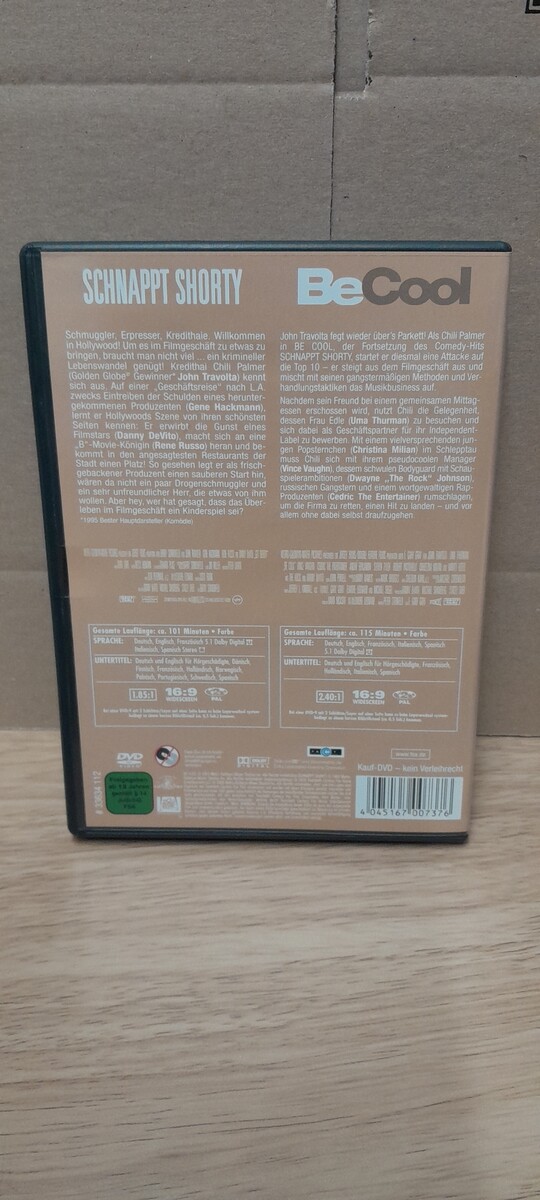 SCHNAPPT SHORTY
Schmuggler, Erpresser, Kredithaie. Willkommen
in Hollywood! Um es im Filmgeschäft zu etwas zu
bringen, braucht man nicht viel ... ein krimineller
Lebenswandel genügt! Kredithai Chili Palmer
(Golden Globe® Gewinner* John Travolta) kennt
sich aus. Auf einer „Geschäftsreise" nach L.A.
zwecks Eintreiben der Schulden eines herunter-
gekommenen Produzenten (Gene Hackmann),
lernt er Hollywoods Szene von ihren schönsten
Seiten kennen: Er erwirbt die Gunst eines
Filmstars (Danny DeVito), macht sich an eine
„B"-Movie-Königin (Rene Russo) heran und be-
kommt in den angesagtesten Restaurants der
Stadt einen Platz! So gesehen legt er als frisch-
gebackener Produzent einen sauberen Start hin,
wären da nicht ein paar Drogenschmuggler und
ein sehr unfreundlicher Herr, die etwas von ihm
wollen. Aber hey, wer hat gesagt, dass das Über-
leben im Filmgeschäft ein Kinderspiel sei?
*1995 Bester Hauptdarsteller (Komödie)
BeCool
John Travolta fegt wieder über's Parkett! Als Chili Palmer
in BE COOL, der Fortsetzung des Comedy-Hits
SCHNAPPT SHORTY, startet er diesmal eine Attacke auf
die Top 10 – er steigt aus dem Filmgeschäft aus und
mischt mit seinen gangstermäßigen Methoden und Ver-
handlungstaktiken das Musikbusiness auf.
Nachdem sein Freund bei einem gemeinsamen Mittag-
essen erschossen wird, nutzt Chili die Gelegenheit,
dessen Frau Edie (Uma Thurman) zu besuchen und
sich dabei als Geschäftspartner für ihr Independent-
Label zu bewerben. Mit einem vielversprechenden jun-
gen Popsternchen (Christina Milian) im Schlepptau
muss Chili sich mit ihrem pseudocoolen Manager
(Vince Vaughn), dessem schwulen Bodyguard mit Schau-
spielerambitionen (Dwayne „The Rock" Johnson),
russischen Gangstern und einem wortgewaltigen Rap-
Produzenten (Cedric The Entertainer) rumschlagen,
um die Firma zu retten, einen Hit zu landen – und vor
allem ohne dabei selbst draufzugehen.
Gesamte Lauflänge: ca. 101 Minuten • Farbe
SPRACHE: Deutsch, Englisch, Französisch 5.1 Dolby Digital
Italienisch, Spanisch Stereo
UNTERTITEL: Deutsch und Englisch für Hörgeschädigte, Dänisch,
Finnisch, Französisch, Holländisch, Norwegisch,
Polnisch, Portugiesisch, Schwedisch, Spanisch
1.85:1 16:9 WIDESCREEN PAL
Gesamte Lauflänge: ca. 115 Minuten • Farbe
SPRACHE: Deutsch, Englisch, Französisch, Italienisch, Spanisch
5.1 Dolby Digital
UNTERTITEL: Deutsch und Englisch für Hörgeschädigte, Französisch,
Holländisch, Italienisch, Spanisch
2.40:1 16:9 WIDESCREEN PAL
DVD
DOLBY
DIGITAL
www.fox.de
Kauf-DVD – kein Verleihrecht
Freigegeben
ab 12 Jahren
gemäß § 14
JuSchG
FSK
4 045167 007376